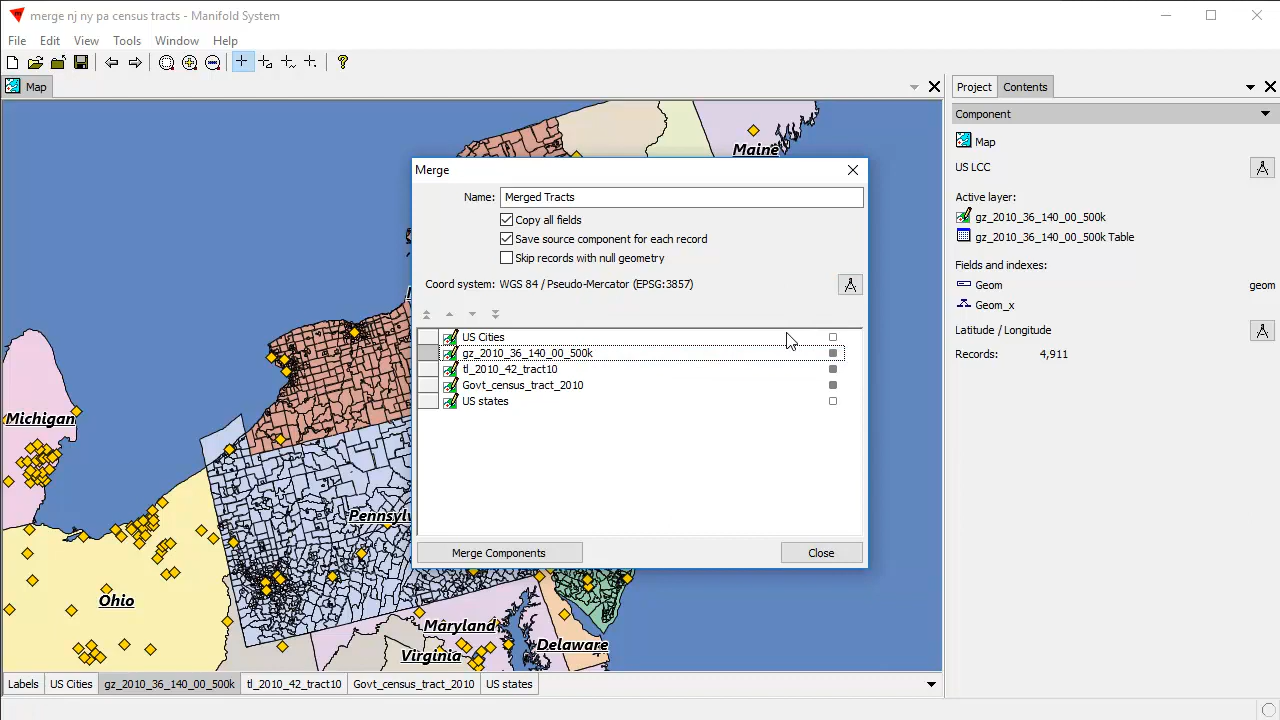 merge nj ny pa census tracts - Manifold System
File Edit View Tools Window Help
Map
Project Contents
Component
Map
US LCC
Active layer:
gz_2010_36_140_00_500k
gz_2010_36_140_00_500k Table
Fields and indexes:
Geom geom
Geom_x
Latitude / Longitude
Records: 4,911
Maine
Michigan
Ohio
Pennsylv
Maryland
Virginia
Delaware
Merge
Name: Merged Tracts
Copy all fields
Save source component for each record
Skip records with null geometry
Coord system: WGS 84 / Pseudo-Mercator (EPSG:3857)
US Cities
gz_2010_36_140_00_500k
tl_2010_42_tract10
Govt_census_tract_2010
US states
Merge Components Close
Labels US Cities gz_2010_36_140_00_500k tl_2010_42_tract10 Govt_census_tract_2010 US states